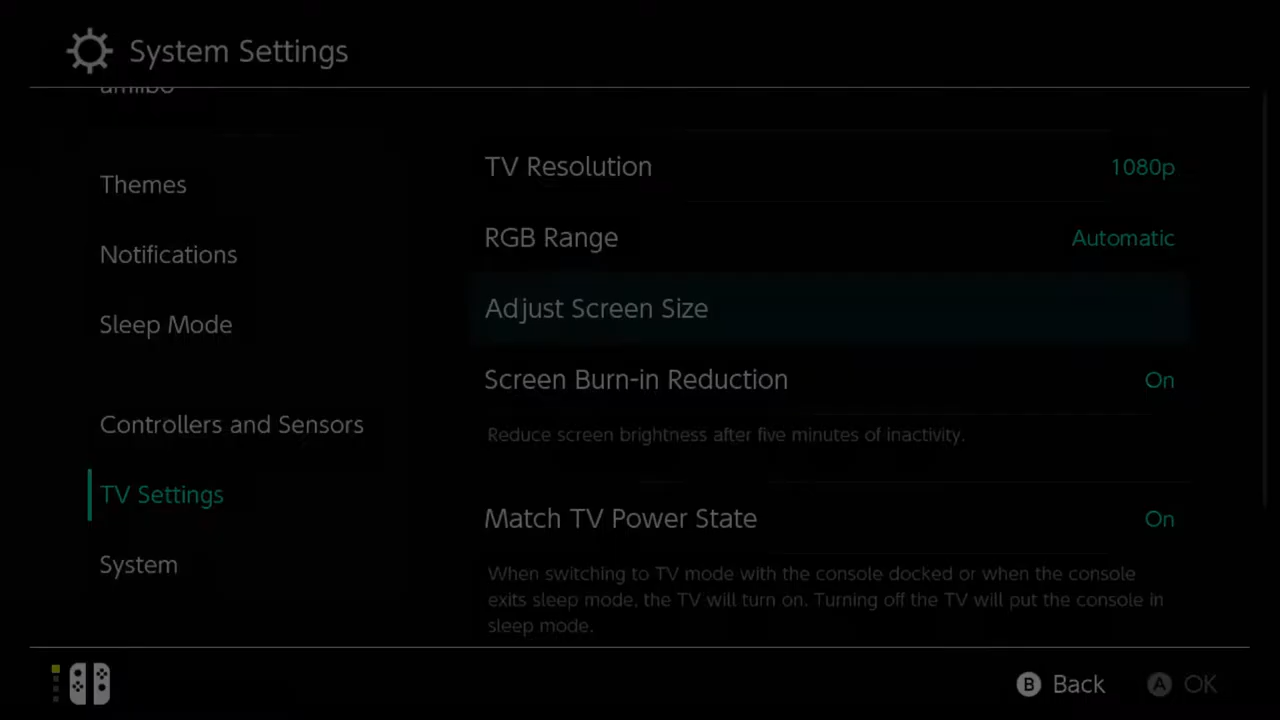 System Settings
amiibo
Themes
Notifications
Sleep Mode
Controllers and Sensors
TV Settings
System
TV Resolution 1080p
RGB Range Automatic
Adjust Screen Size
Screen Burn-in Reduction On
Reduce screen brightness after five minutes of inactivity.
Match TV Power State On
When switching to TV mode with the console docked or when the console
exits sleep mode, the TV will turn on. Turning off the TV will put the console in
sleep mode.
B Back A OK